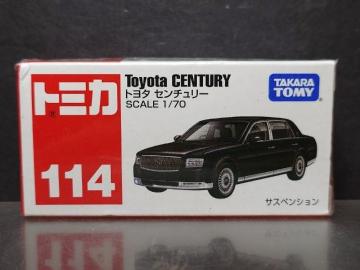 トミカ
114
Toyota CENTURY
トヨタ センチュリー
SCALE 1/70
TAKARA
TOMY
サスペンション